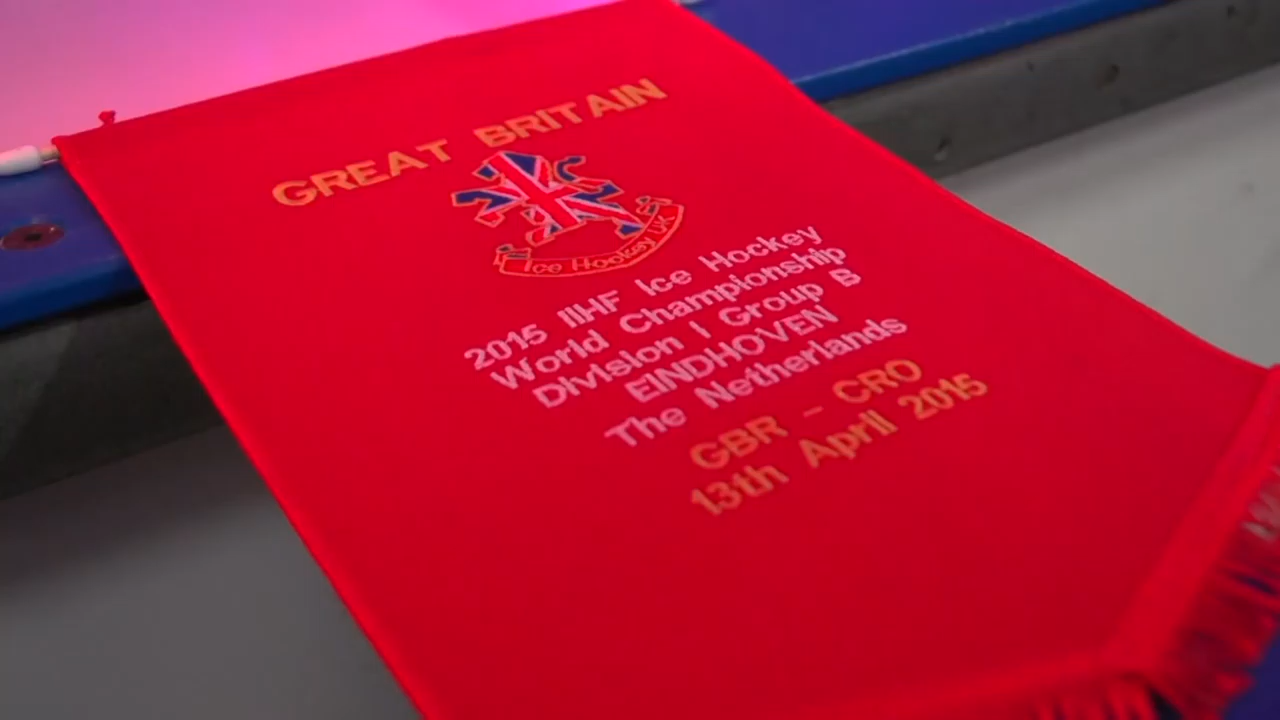 GREAT BRITAIN
Ice Hockey UK
2015 IIHF Ice Hockey
World Championship
Division I Group B
EINDHOVEN
The Netherlands
GBR - CRO
13th April 2015